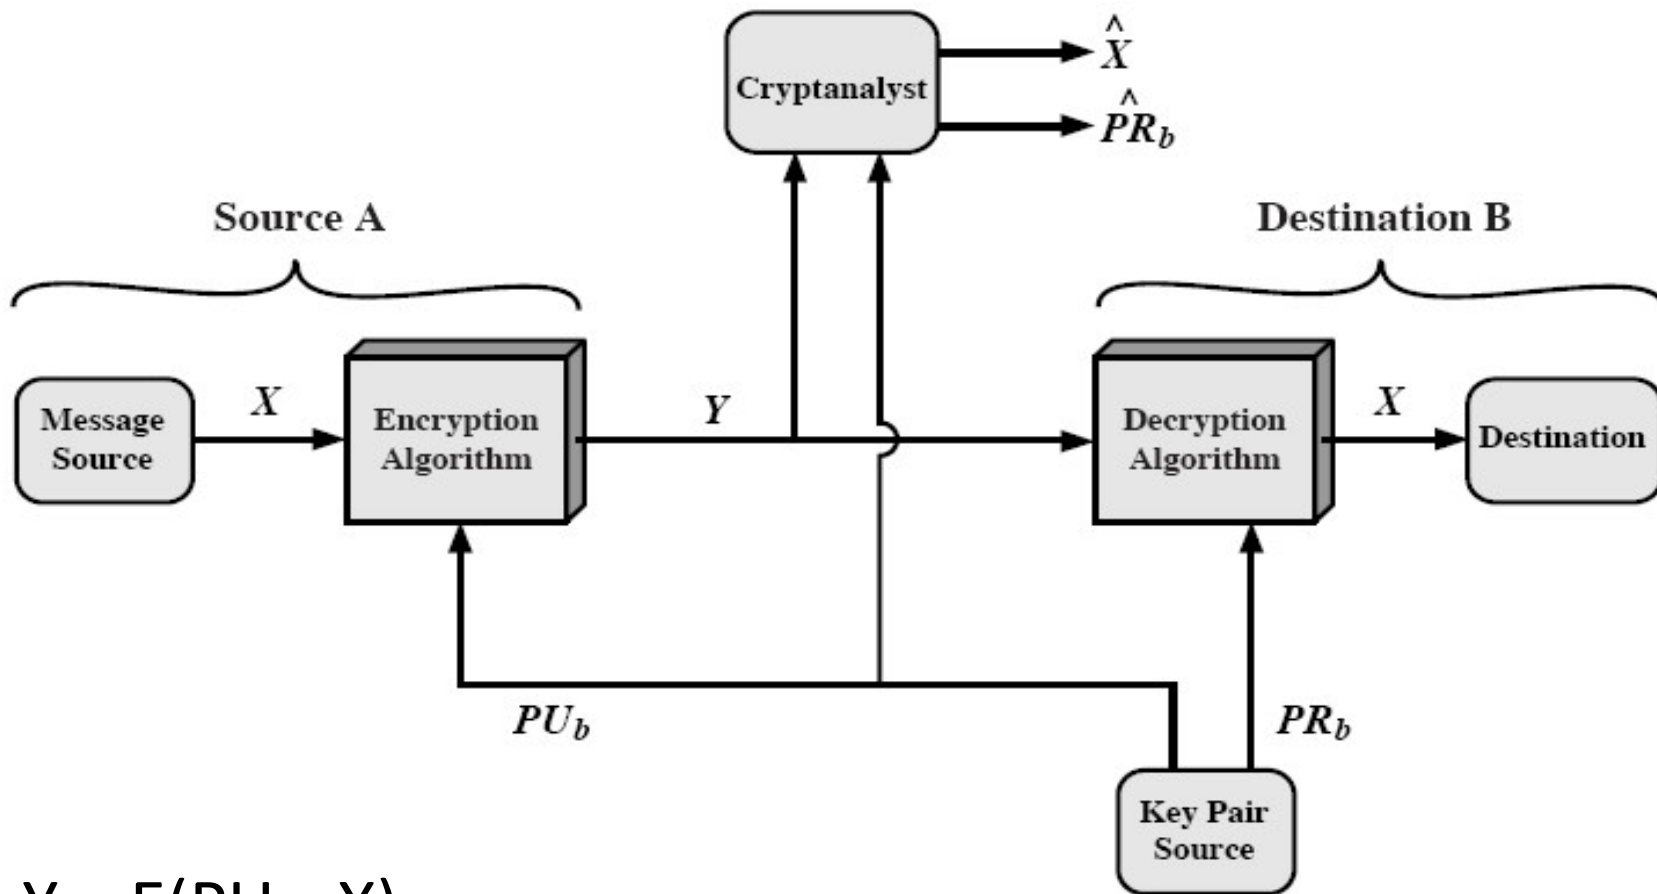 X̂
Cryptanalyst
P̂R_b
Source A
Destination B
Message
Source
X
Encryption
Algorithm
Y
Decryption
Algorithm
X
Destination
PU_b
PR_b
Key Pair
Source